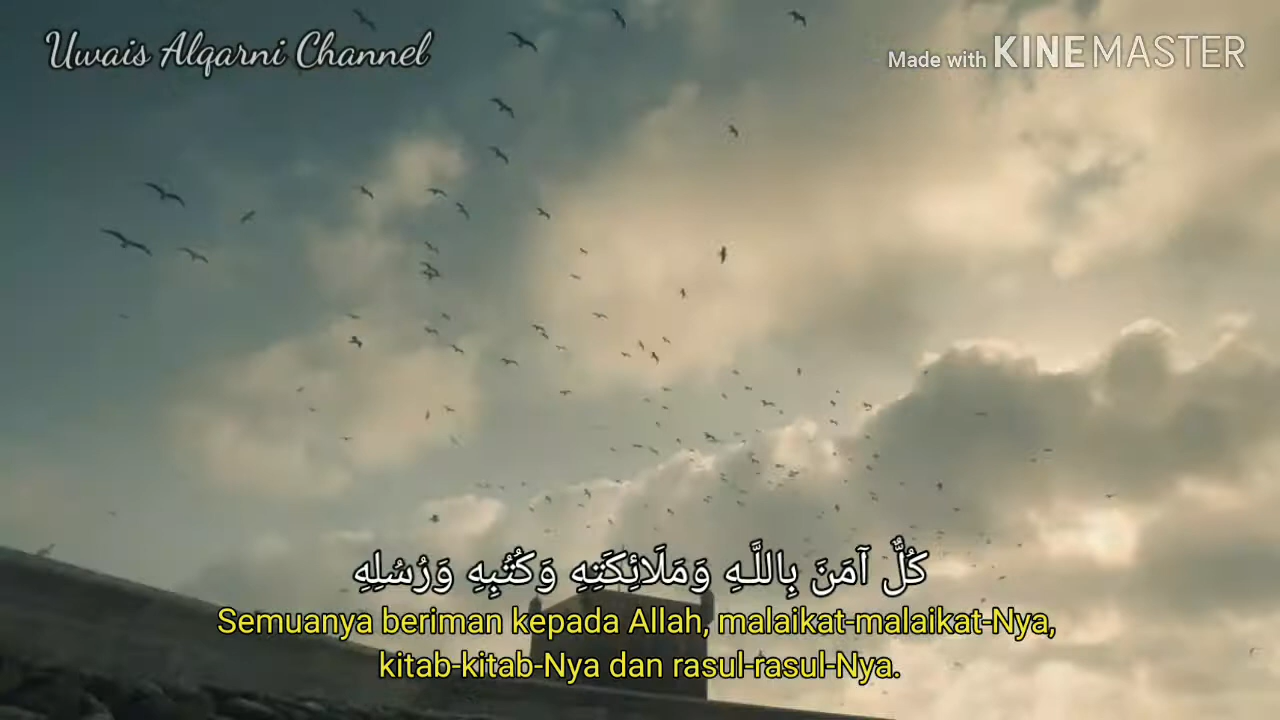 Uwais Alqarni Channel
Made with KINEMASTER
كُلٌّ آمَنَ بِاللَّـهِ وَمَلَائِكَتِهِ وَكُتُبِهِ وَرُسُلِهِ
Semuanya beriman kepada Allah, malaikat-malaikat-Nya,
kitab-kitab-Nya dan rasul-rasul-Nya.